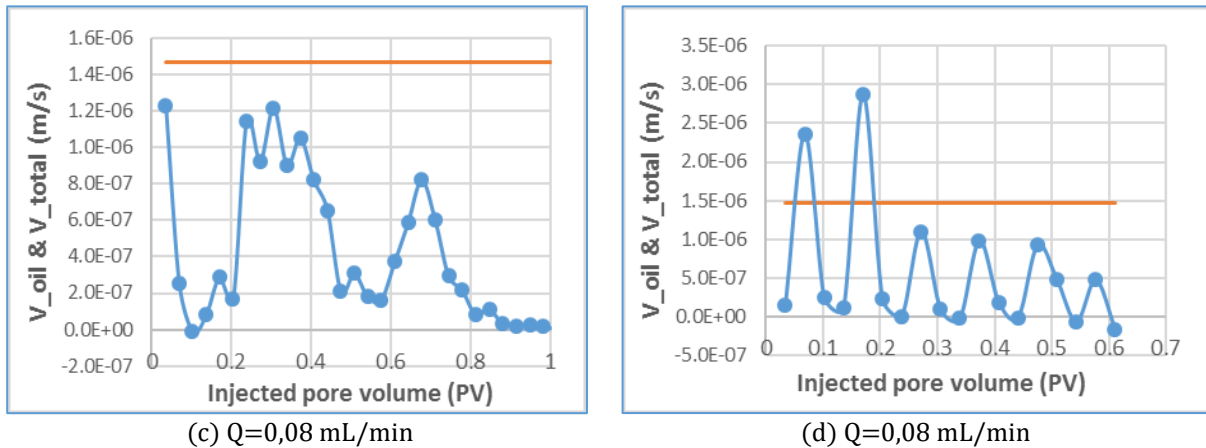 1.6E-06
1.4E-06
1.2E-06
1.0E-06
8.0E-07
6.0E-07
4.0E-07
2.0E-07
0.0E+00
-2.0E-07
V_oil & V_total (m/s)
0 0.2 0.4 0.6 0.8 1
Injected pore volume (PV)
(c) Q=0,08 mL/min
3.5E-06
3.0E-06
2.5E-06
2.0E-06
1.5E-06
1.0E-06
5.0E-07
0.0E+00
-5.0E-07
V_oil & V_total (m/s)
0 0.1 0.2 0.3 0.4 0.5 0.6 0.7
Injected pore volume (PV)
(d) Q=0,08 mL/min